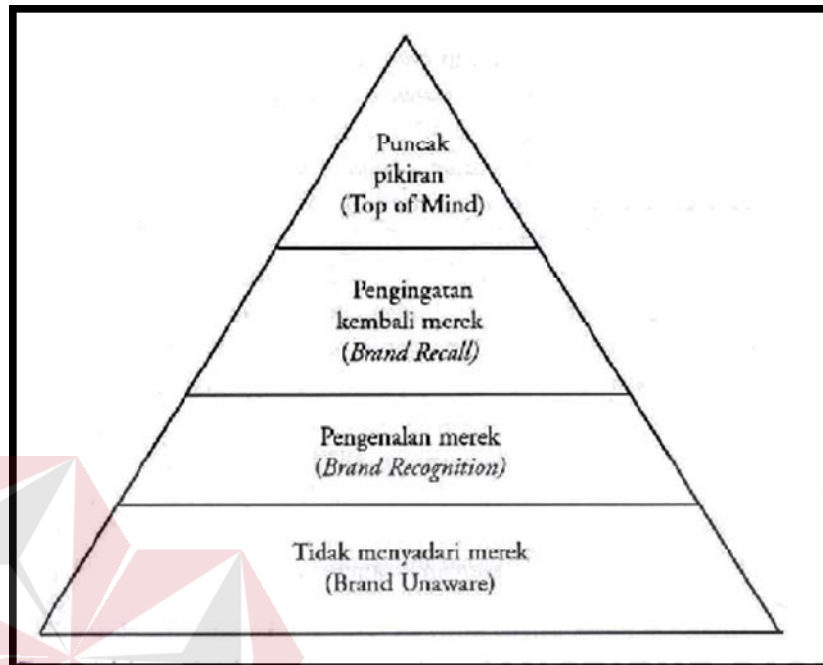 Puncak
pikiran
(Top of Mind)
Pengingatan
kembali merek
(Brand Recall)
Pengenalan merek
(Brand Recognition)
Tidak menyadari merek
(Brand Unaware)